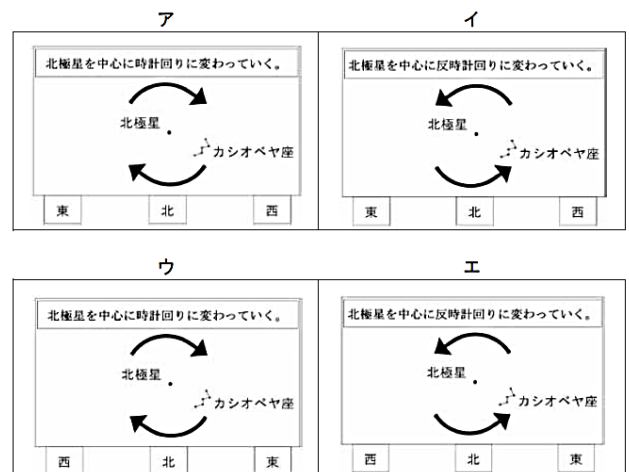 ア
北極星を中心に時計回りに変わっていく。
北極星
カシオペヤ座
東 北 西
イ
北極星を中心に反時計回りに変わっていく。
北極星
カシオペヤ座
東 北 西
ウ
北極星を中心に時計回りに変わっていく。
北極星
カシオペヤ座
西 北 東
エ
北極星を中心に反時計回りに変わっていく。
北極星
カシオペヤ座
西 北 東